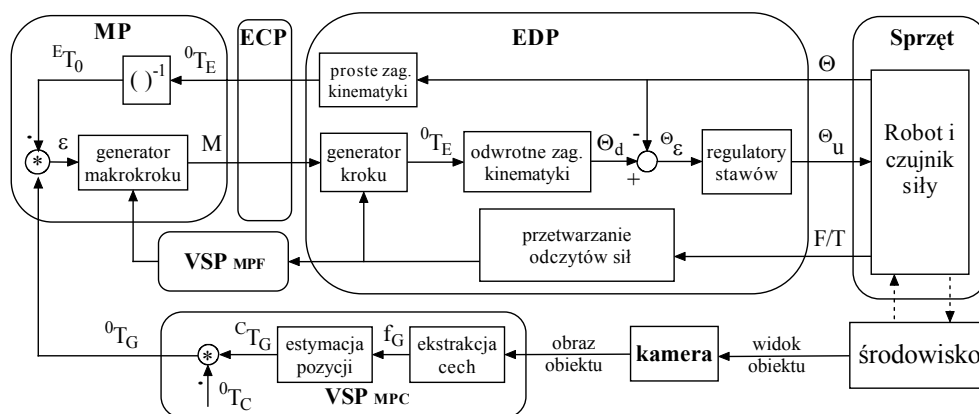 MP
ECP
EDP
Sprzęt
ᴱT₀
( )⁻¹
⁰Tᴇ
proste zag.
kinematyki
Θ
Robot i
czujnik
siły
-
*
ε
generator
makrokroku
M
generator
kroku
⁰Tᴇ
odwrotne zag.
kinematyki
Θd
-
+
Θε
regulatory
stawów
Θu
przetwarzanie
odczytów sił
F/T
VSP MPF
⁰TG
*
ᶜTG
estymacja
pozycji
fG
ekstrakcja
cech
obraz
obiektu
kamera
widok
obiektu
środowisko
⁰Tc
VSP MPC